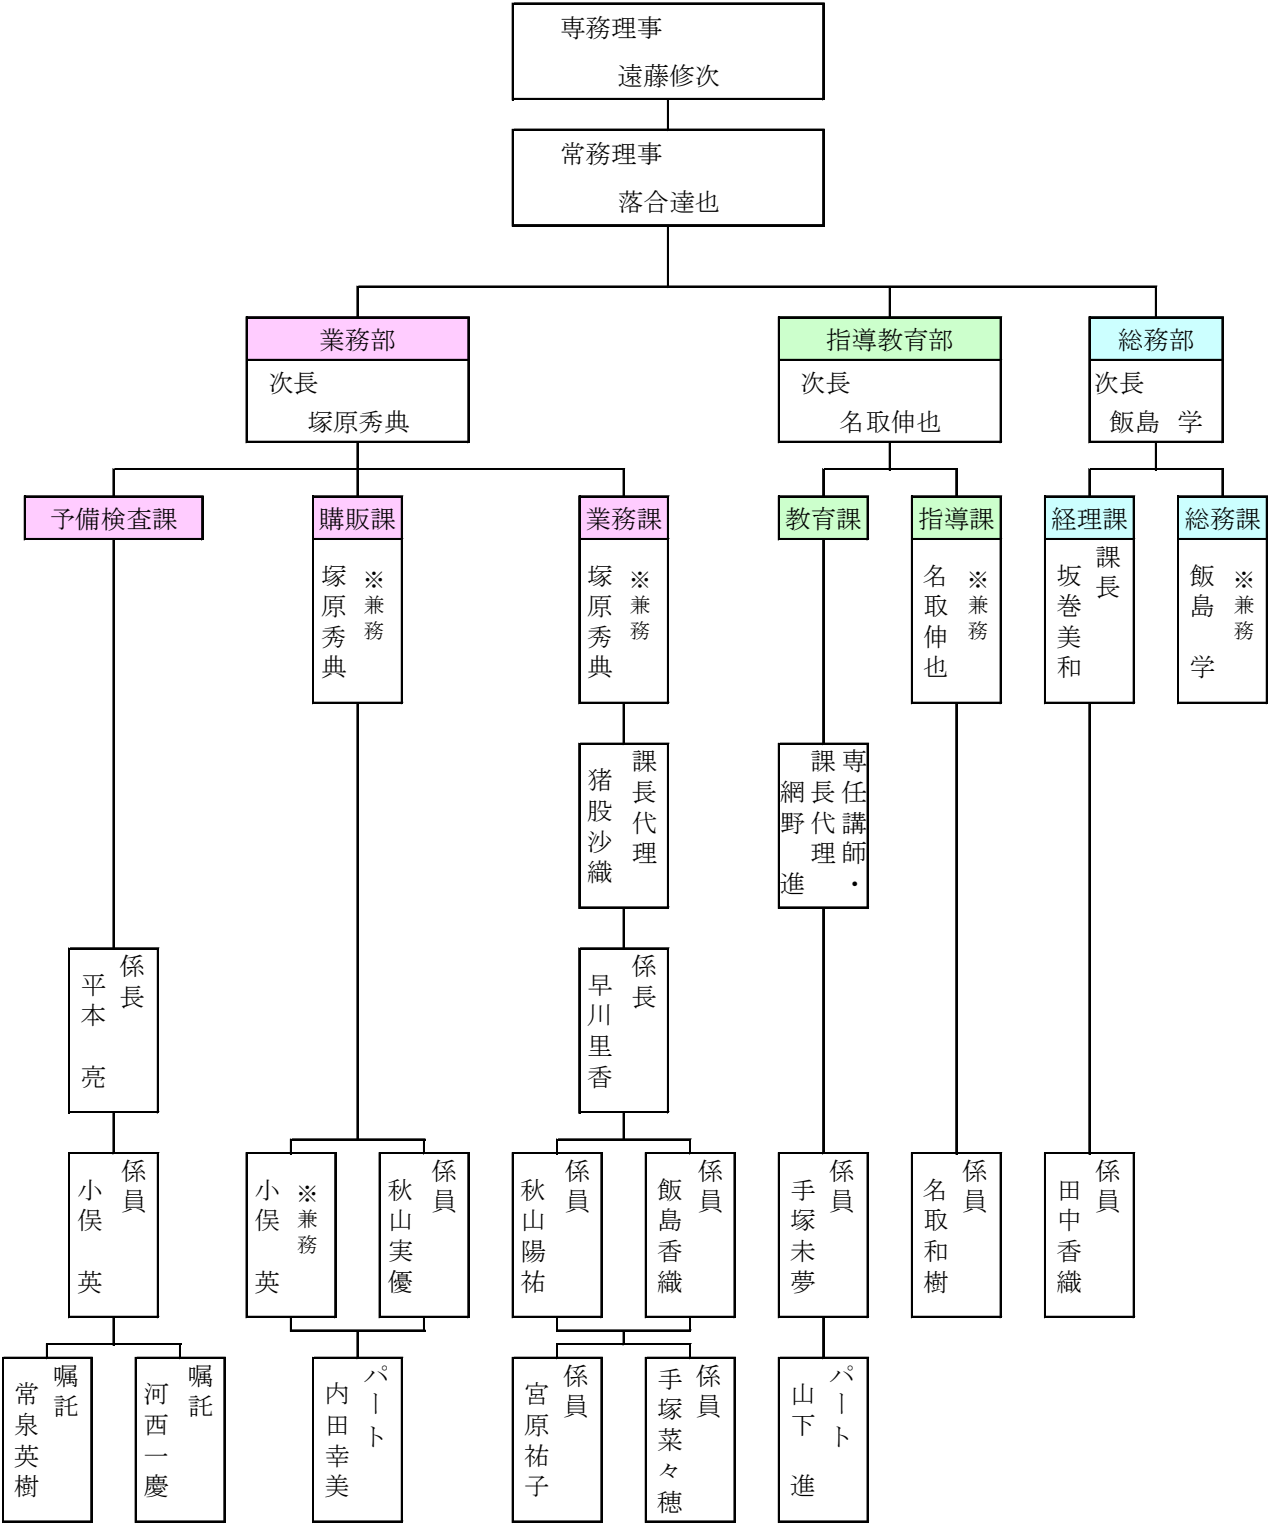 専務理事
遠藤修次
常務理事
落合達也
業務部
次長
塚原秀典
指導教育部
次長
名取伸也
総務部
次長
飯島 学
予備検査課
購販課
※兼務
塚原秀典
業務課
※兼務
塚原秀典
教育課
指導課
※兼務
名取伸也
経理課
課長
坂巻美和
総務課
※兼務
飯島 学
課長代理
猪股沙織
専任講師・
課長代理
網野 進
係長
平本 亮
係長
早川里香
係員
小俣 英
※兼務
小俣 英
係員
秋山実優
係員
秋山陽祐
係員
飯島香織
係員
手塚未夢
係員
名取和樹
係員
田中香織
嘱託
常泉英樹
嘱託
河西一慶
パート
内田幸美
係員
宮原祐子
係員
手塚菜々穂
パート
山下 進